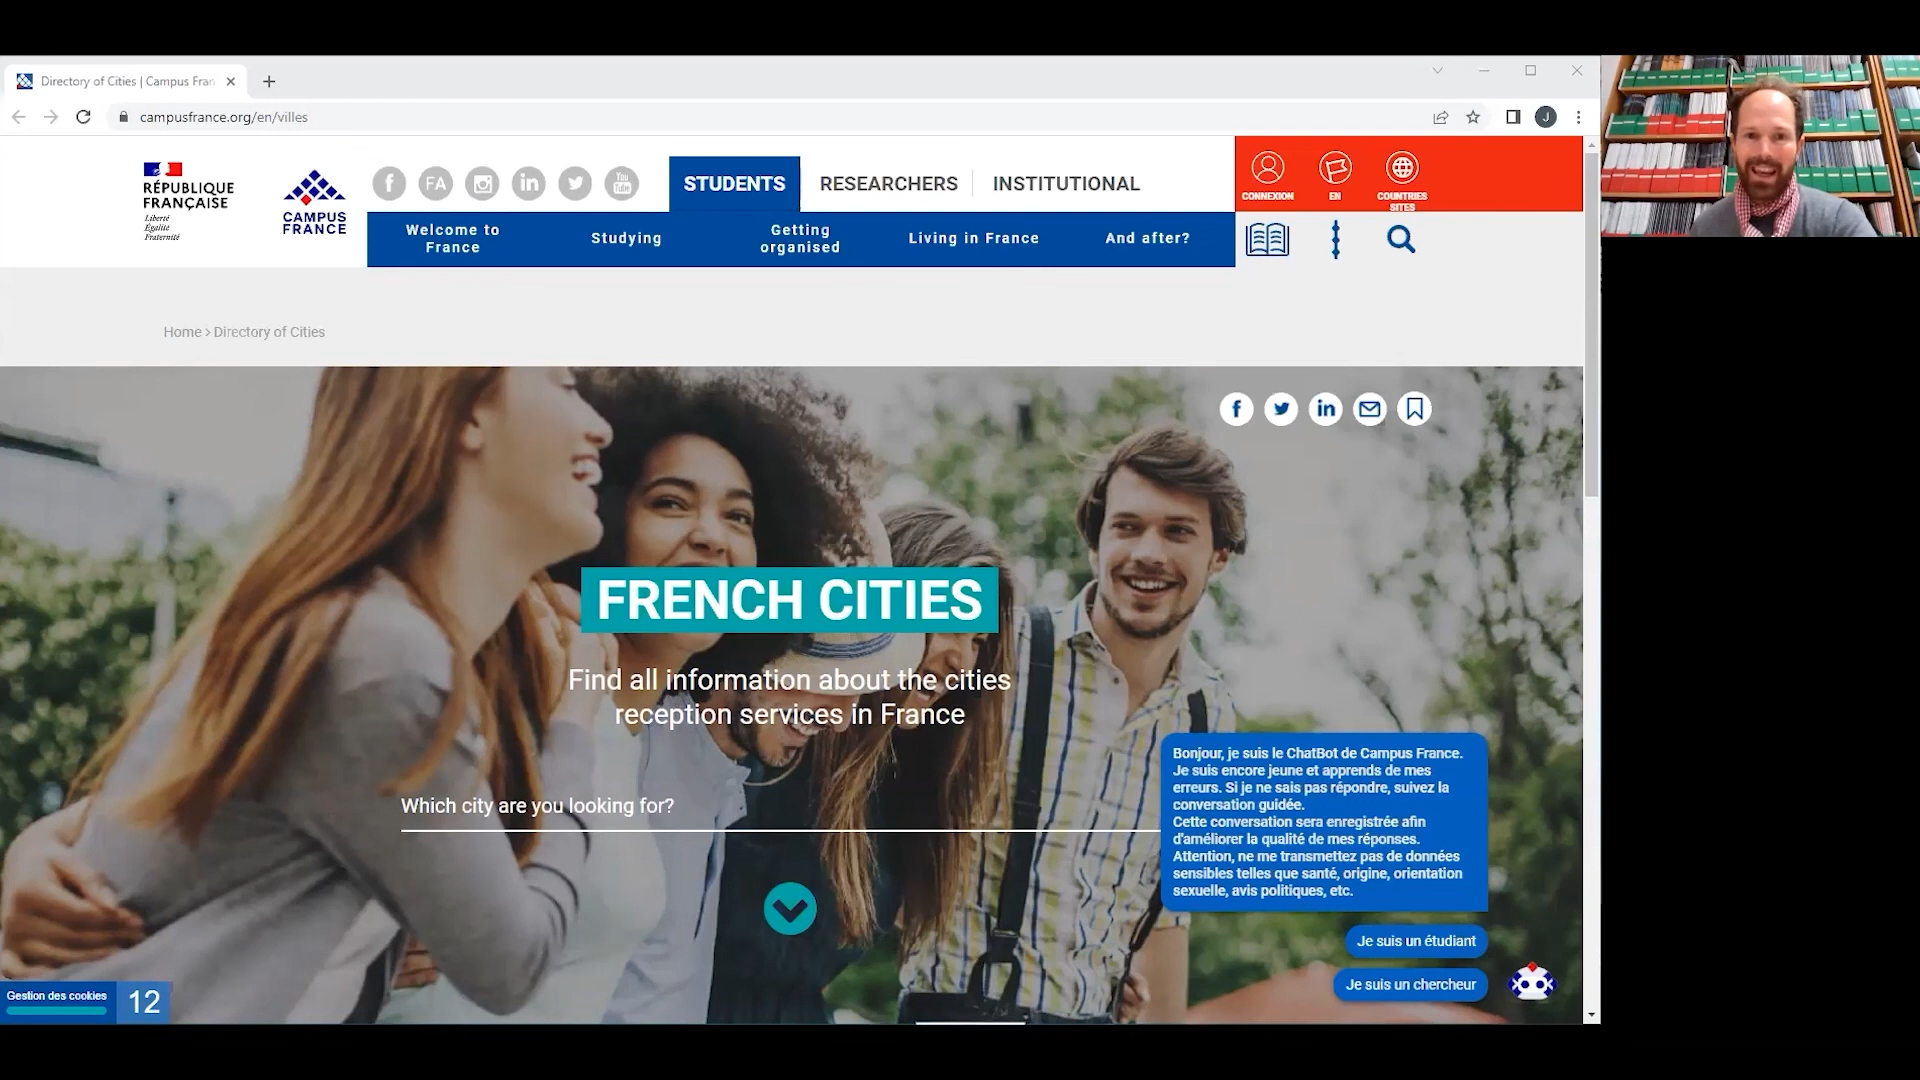 Directory of Cities | Campus Fran
campusfrance.org/en/villes
J
RÉPUBLIQUE
FRANÇAISE
Liberté
Égalité
Fraternité
CAMPUS
FRANCE
FA
You
Tube
STUDENTS
RESEARCHERS
INSTITUTIONAL
CONNEXION
EN
COUNTRIES
SITES
Welcome to
France
Studying
Getting
organised
Living in France
And after?
Home > Directory of Cities
FRENCH CITIES
Find all information about the cities
reception services in France
Which city are you looking for?
Bonjour, je suis le ChatBot de Campus France.
Je suis encore jeune et apprends de mes
erreurs. Si je ne sais pas répondre, suivez la
conversation guidée.
Cette conversation sera enregistrée afin
d'améliorer la qualité de mes réponses.
Attention, ne me transmettez pas de données
sensibles telles que santé, origine, orientation
sexuelle, avis politiques, etc.
Je suis un étudiant
Je suis un chercheur
Gestion des cookies
12